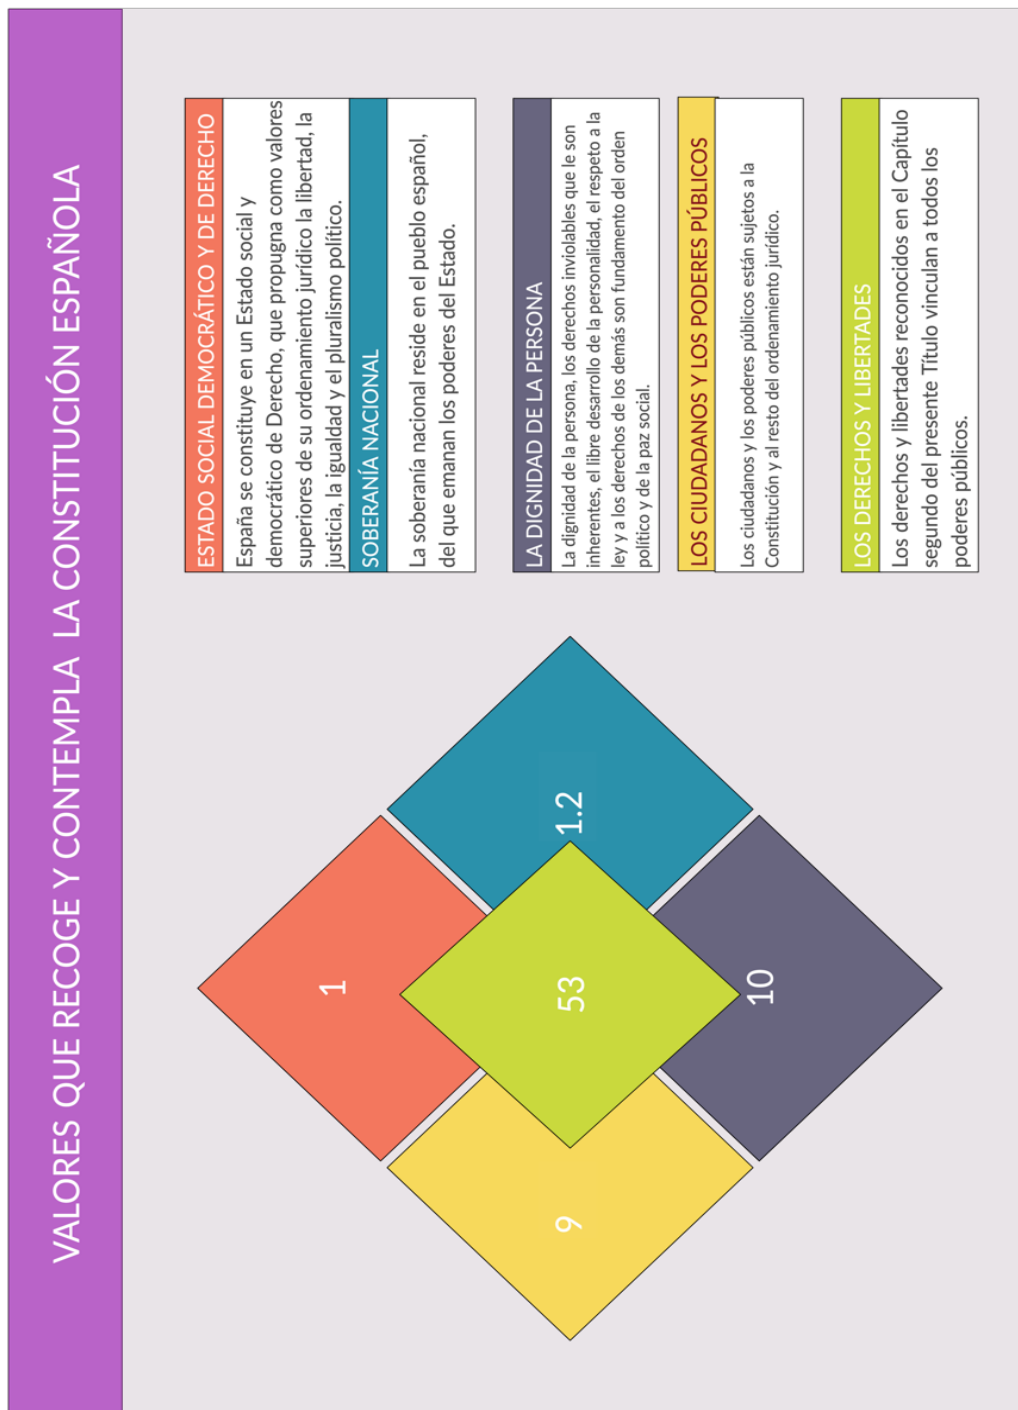 VALORES QUE RECOGE Y CONTEMPLA LA CONSTITUCIÓN ESPAÑOLA
1
1.2
53
9
10
ESTADO SOCIAL DEMOCRÁTICO Y DE DERECHO
España se constituye en un Estado social y
democrático de Derecho, que propugna como valores
superiores de su ordenamiento jurídico la libertad, la
justicia, la igualdad y el pluralismo político.
SOBERANÍA NACIONAL
La soberanía nacional reside en el pueblo español,
del que emanan los poderes del Estado.
LA DIGNIDAD DE LA PERSONA
La dignidad de la persona, los derechos inviolables que le son
inherentes, el libre desarrollo de la personalidad, el respeto a la
ley y a los derechos de los demás son fundamento del orden
político y de la paz social.
LOS CIUDADANOS Y LOS PODERES PÚBLICOS
Los ciudadanos y los poderes públicos están sujetos a la
Constitución y al resto del ordenamiento jurídico.
LOS DERECHOS Y LIBERTADES
Los derechos y libertades reconocidos en el Capítulo
segundo del presente Título vinculan a todos los
poderes públicos.